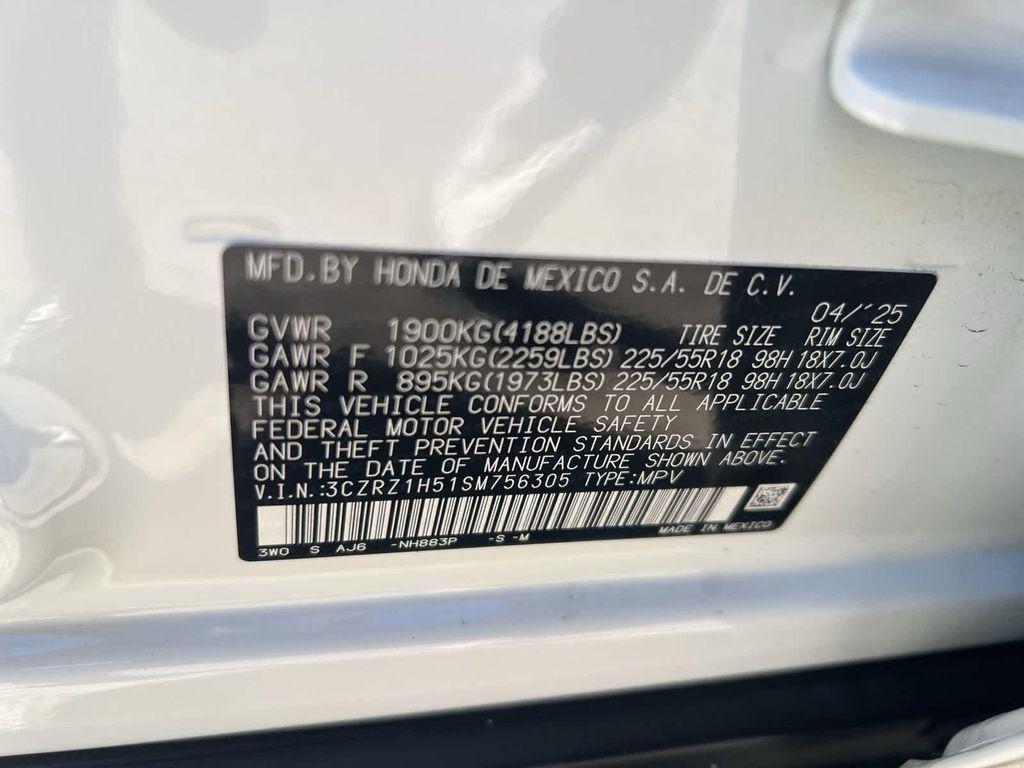 MFD.BY HONDA DE MEXICO S.A. DE C.V.
04/'25
GVWR 1900KG(4188LBS) TIRE SIZE RIM SIZE
GAWR F 1025KG(2259LBS) 225/55R18 98H 18X7.0J
GAWR R 895KG(1973LBS) 225/55R18 98H 18X7.0J
THIS VEHICLE CONFORMS TO ALL APPLICABLE
FEDERAL MOTOR VEHICLE SAFETY
AND THEFT PREVENTION STANDARDS IN EFFECT
ON THE DATE OF MANUFACTURE SHOWN ABOVE.
V.I.N.:3CZRZ1H51SM756305 TYPE:MPV
MADE IN MEXICO
3WO S AJ6 -NH883P -S -M